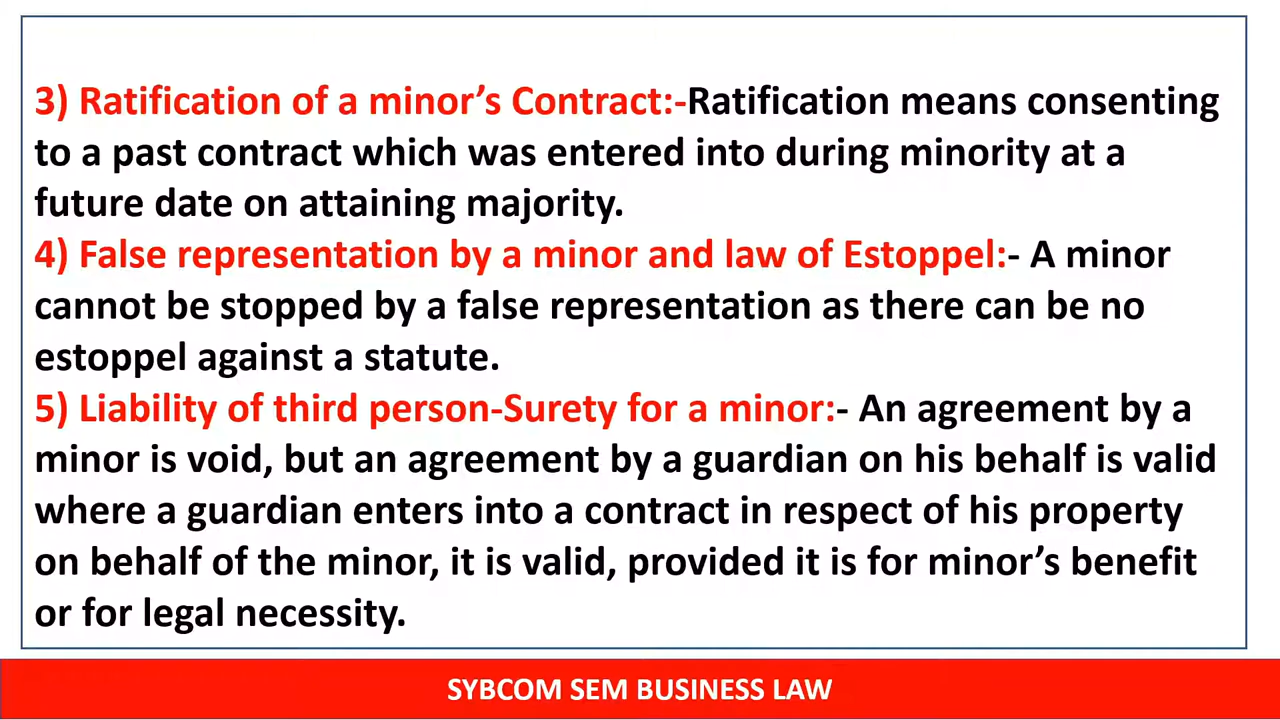 3) Ratification of a minor’s Contract:-Ratification means consenting
to a past contract which was entered into during minority at a
future date on attaining majority.
4) False representation by a minor and law of Estoppel:- A minor
cannot be stopped by a false representation as there can be no
estoppel against a statute.
5) Liability of third person-Surety for a minor:- An agreement by a
minor is void, but an agreement by a guardian on his behalf is valid
where a guardian enters into a contract in respect of his property
on behalf of the minor, it is valid, provided it is for minor’s benefit
or for legal necessity.
SYBCOM SEM BUSINESS LAW